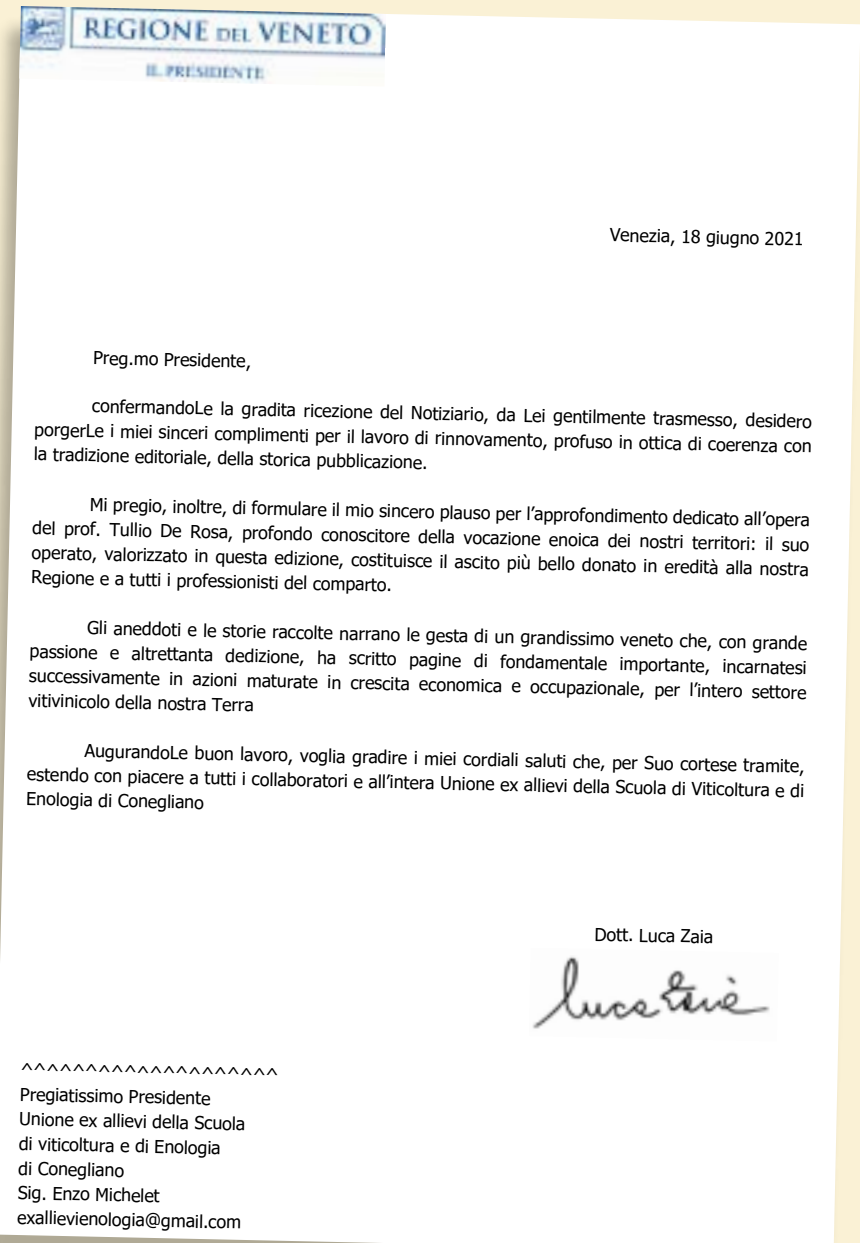 REGIONE DEL VENETO
IL PRESIDENTE
Venezia, 18 giugno 2021
Preg.mo Presidente,
confermandoLe la gradita ricezione del Notiziario, da Lei gentilmente trasmesso, desidero
porgerLe i miei sinceri complimenti per il lavoro di rinnovamento, profuso in ottica di coerenza con
la tradizione editoriale, della storica pubblicazione.
Mi pregio, inoltre, di formulare il mio sincero plauso per l'approfondimento dedicato all'opera
del prof. Tullio De Rosa, profondo conoscitore della vocazione enoica dei nostri territori: il suo
operato, valorizzato in questa edizione, costituisce il ascito più bello donato in eredità alla nostra
Regione e a tutti i professionisti del comparto.
Gli aneddoti e le storie raccolte narrano le gesta di un grandissimo veneto che, con grande
passione e altrettanta dedizione, ha scritto pagine di fondamentale importante, incarnatesi
successivamente in azioni maturate in crescita economica e occupazionale, per l'intero settore
vitivinicolo della nostra Terra
AugurandoLe buon lavoro, voglia gradire i miei cordiali saluti che, per Suo cortese tramite,
estendo con piacere a tutti i collaboratori e all'intera Unione ex allievi della Scuola di Viticoltura e di
Enologia di Conegliano
Dott. Luca Zaia
Luca Zaia
^^^^^^^^^^^^^^^^^^^^
Pregiatissimo Presidente
Unione ex allievi della Scuola
di viticoltura e di Enologia
di Conegliano
Sig. Enzo Michelet
exallievienologia@gmail.com